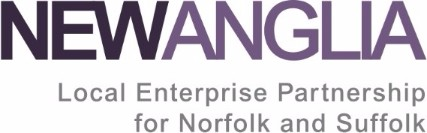 NEWANGLIA
Local Enterprise Partnership
for Norfolk and Suffolk